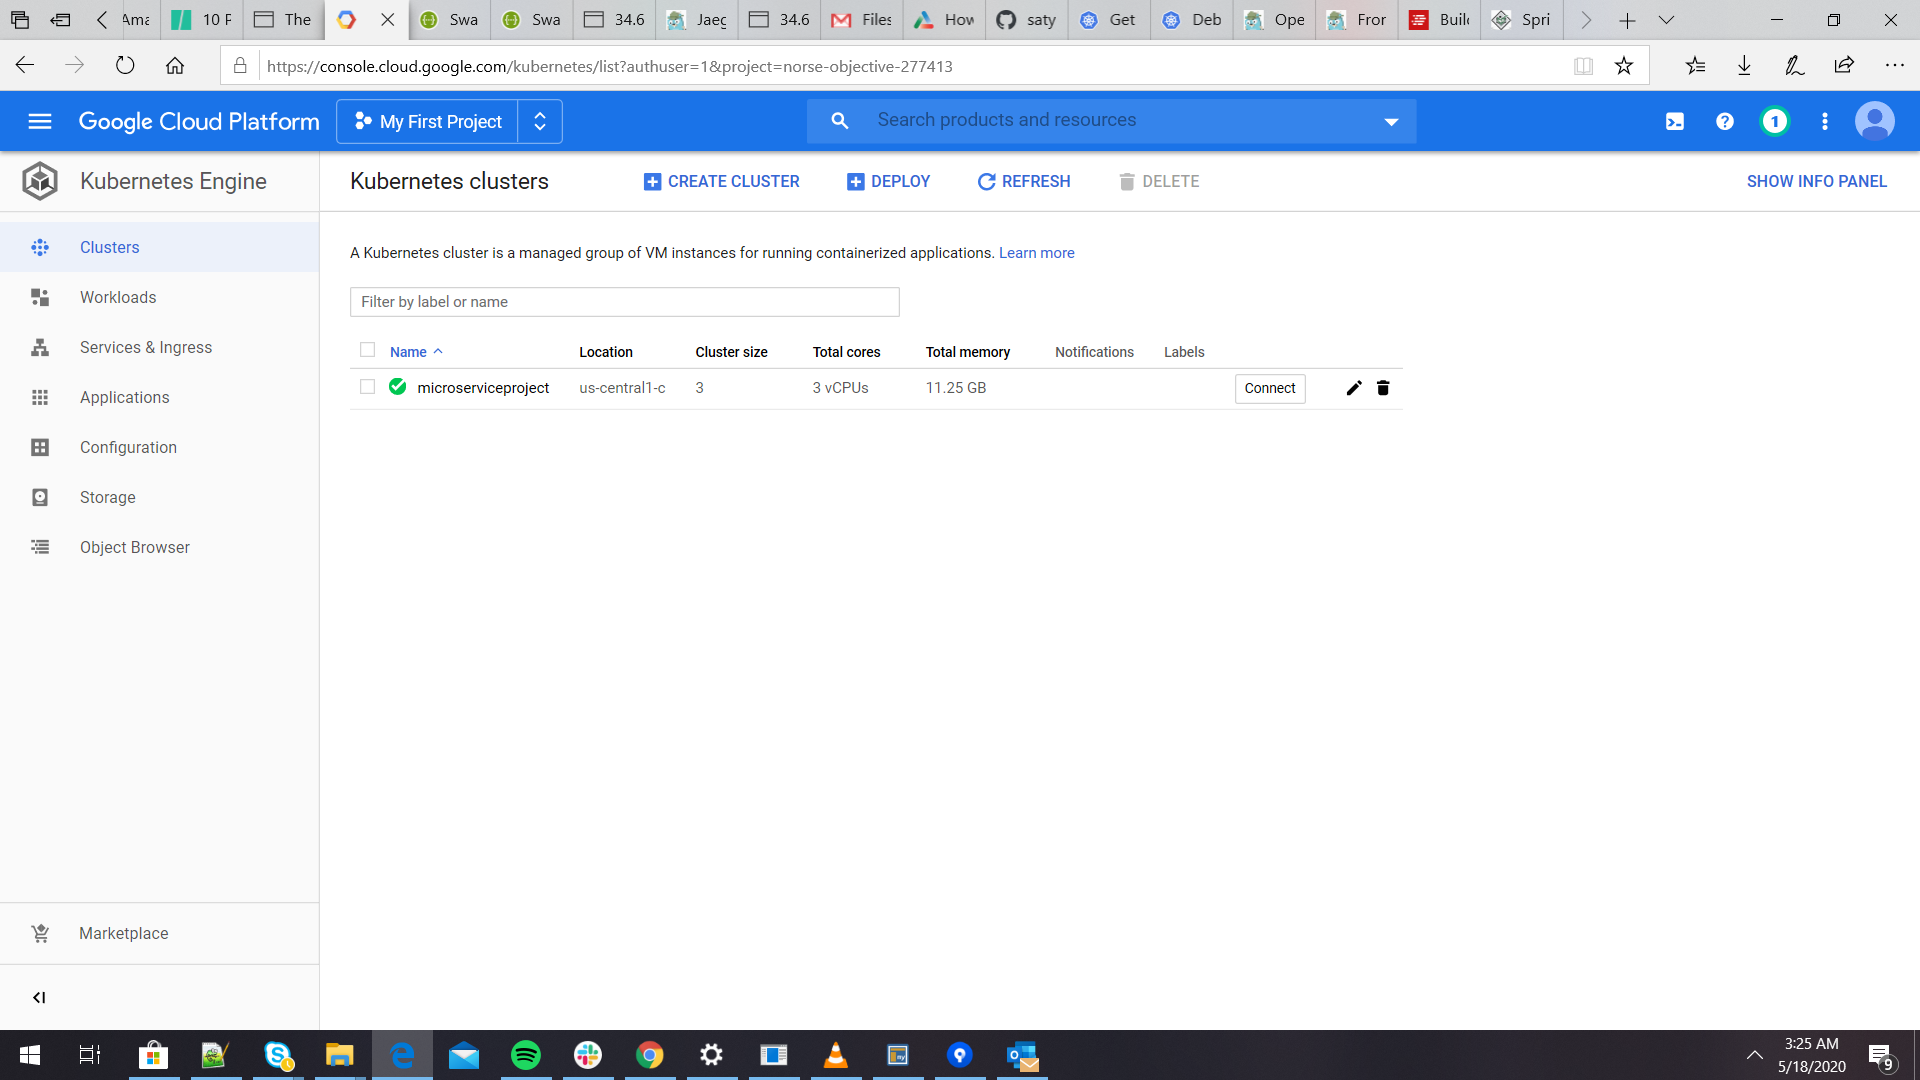 Ama
10 F
The
Swa
Swa
34.6
Jaeg
34.6
Files
How
saty
Get
Deb
Ope
Fror
Build
Spri
https://console.cloud.google.com/kubernetes/list?authuser=1&project=norse-objective-277413
Google Cloud Platform
My First Project
Search products and resources
1
Kubernetes Engine
Kubernetes clusters
CREATE CLUSTER
DEPLOY
REFRESH
DELETE
SHOW INFO PANEL
Clusters
Workloads
Services & Ingress
Applications
Configuration
Storage
Object Browser
Marketplace
A Kubernetes cluster is a managed group of VM instances for running containerized applications. Learn more
Filter by label or name
Name Location Cluster size Total cores Total memory Notifications Labels
microserviceproject us-central1-c 3 3 vCPUs 11.25 GB Connect
3:25 AM
5/18/2020
9